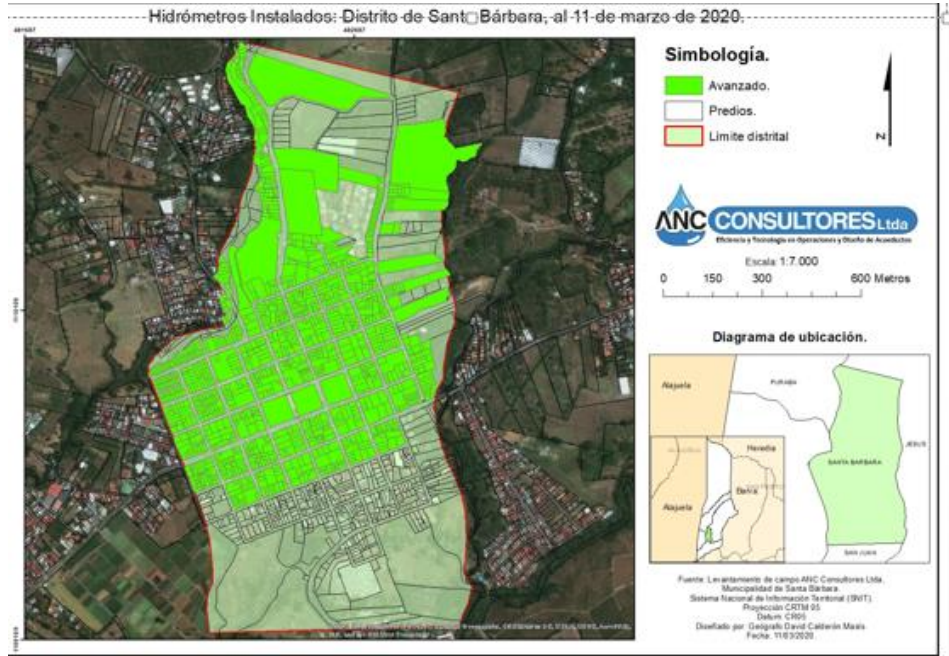 Hidrómetros Instalados: Distrito de Sant Bárbara, al 11 de marzo de 2020.
Simbología.
Avanzado.
Predios.
Limite distrital
N
ANC CONSULTORES Ltda
Eficiencia y Tecnología en Operaciones y Diseño de Acueductos
Escala: 1:7.000
0 150 300 600 Metros
Diagrama de ubicación.
Alajuela
PURABA
JESUS
SANTA BARBARA
Heredia
Barva
Alajuela
SAN JUAN
Fuente: Levantamiento de campo ANC Consultores Ltda.
Municipalidad de Santa Bárbara.
Sistema Nacional de Información Territorial (SNIT).
Proyección CRTM 05
Datum: CR05
Diseñado por: Geógrafo David Calderón Masís
Fecha: 11/03/2020